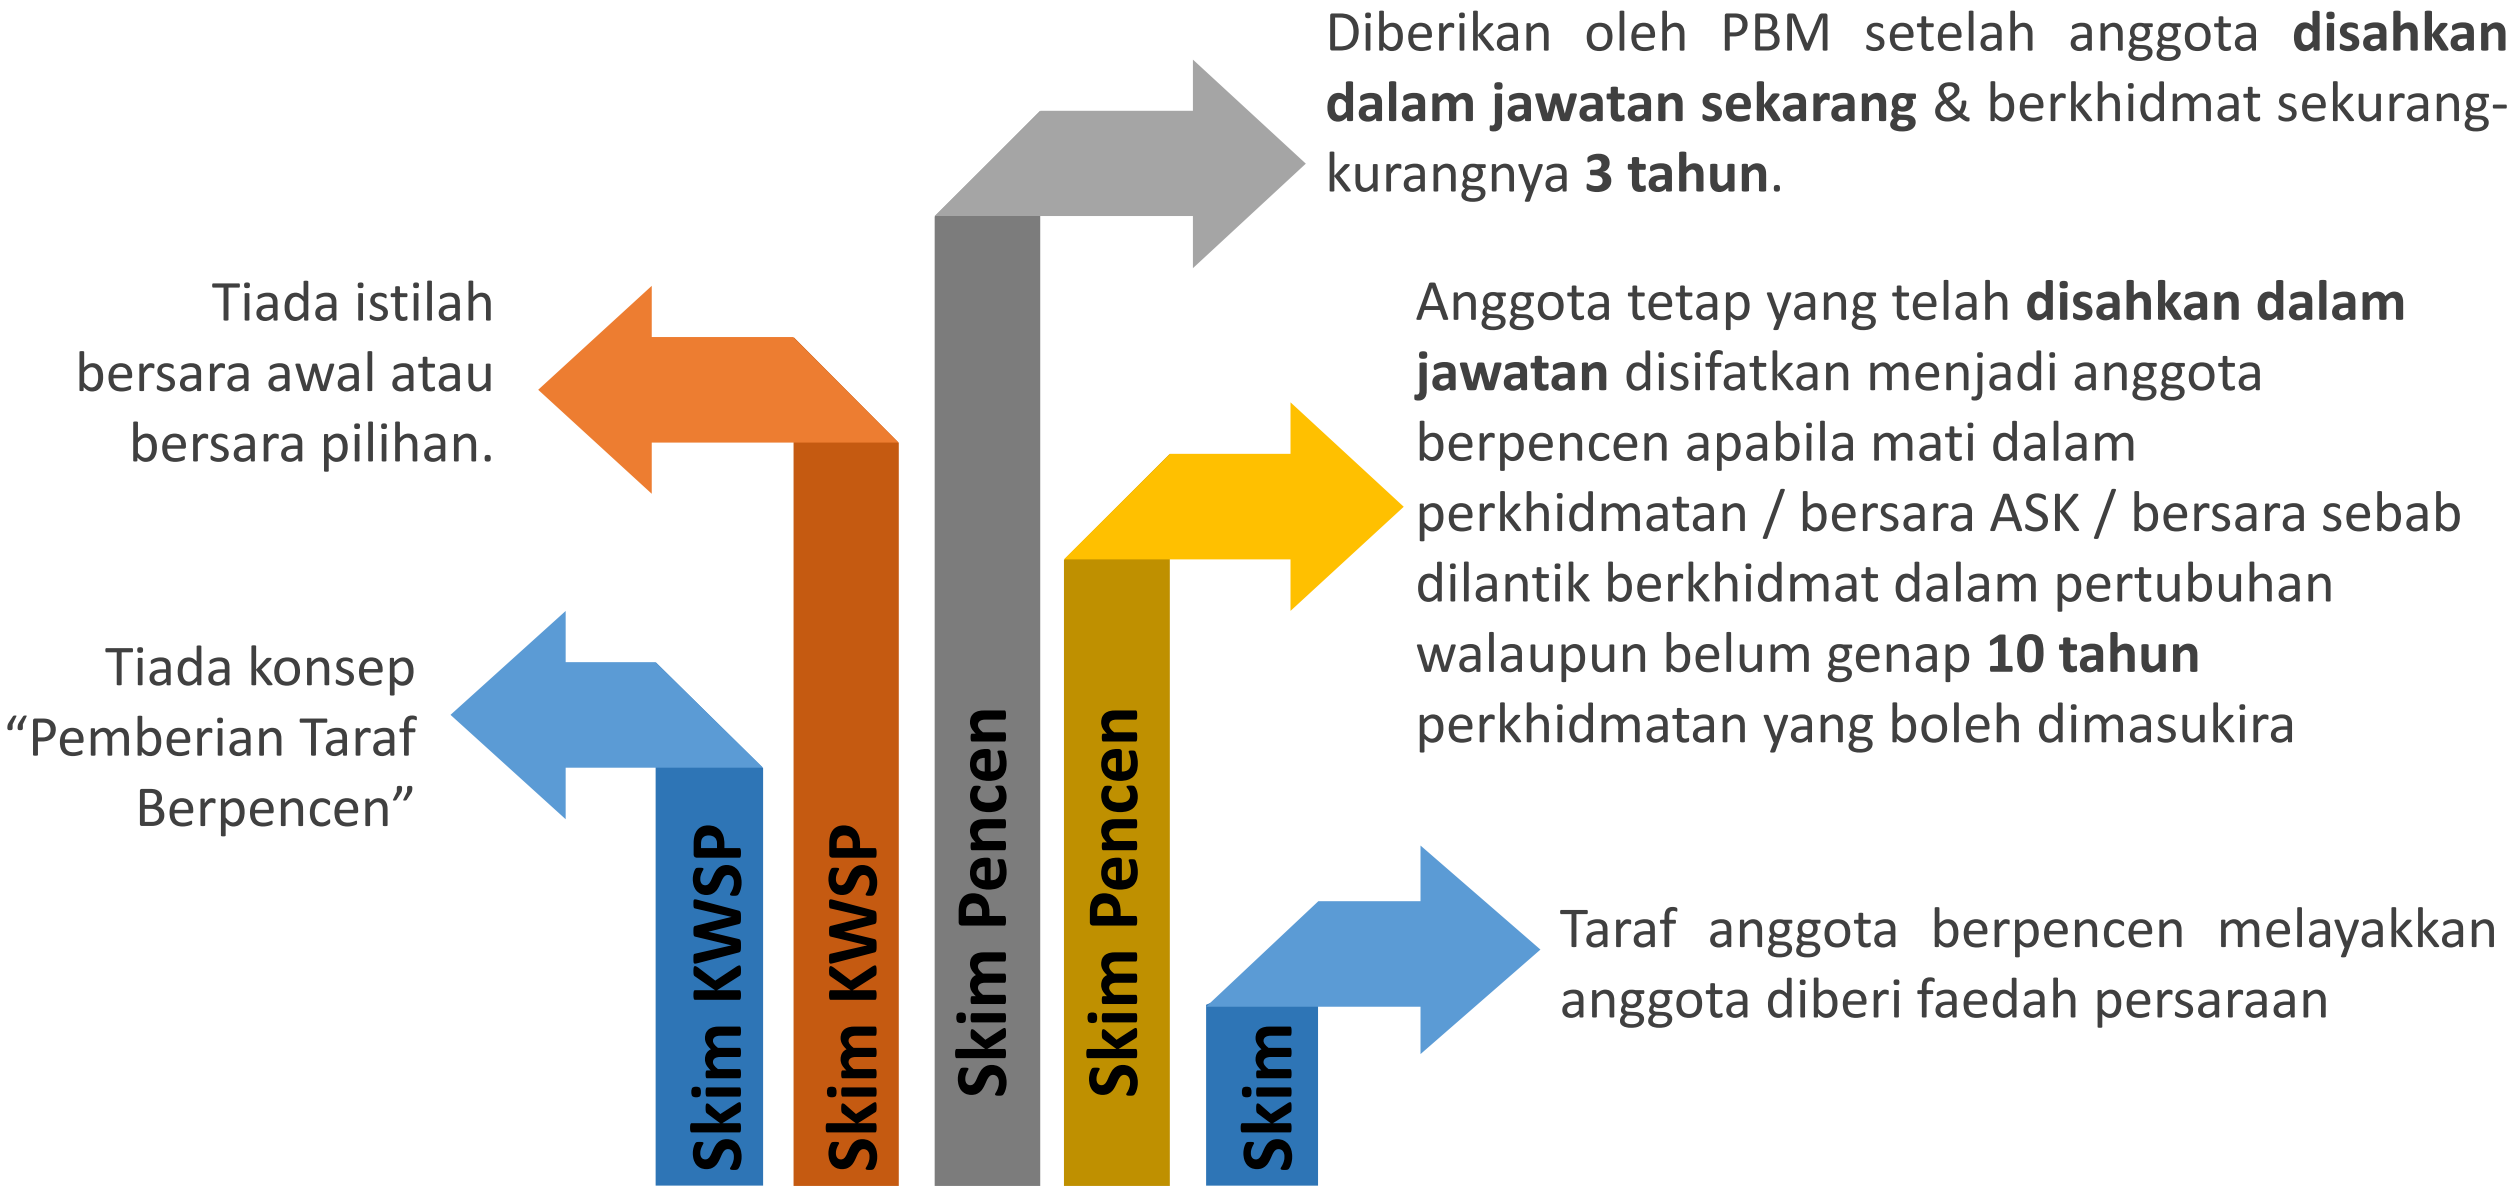 Diberikan oleh PBM setelah anggota disahkan
dalam jawatan sekarang & berkhidmat sekurang-
kurangnya 3 tahun.
Tiada istilah
bersara awal atau
bersara pilihan.
Anggota tetap yang telah disahkan dalam
jawatan disifatkan menjadi anggota
berpencen apabila mati dalam
perkhidmatan / bersara ASK / bersara sebab
dilantik berkhidmat dalam pertubuhan
walaupun belum genap 10 tahun
perkhidmatan yang boleh dimasukira
Tiada konsep
“Pemberian Taraf
Berpencen”
Taraf anggota berpencen melayakkan
anggota diberi faedah persaraan
Skim KWSP
Skim KWSP
Skim Pencen
Skim Pencen
Skim